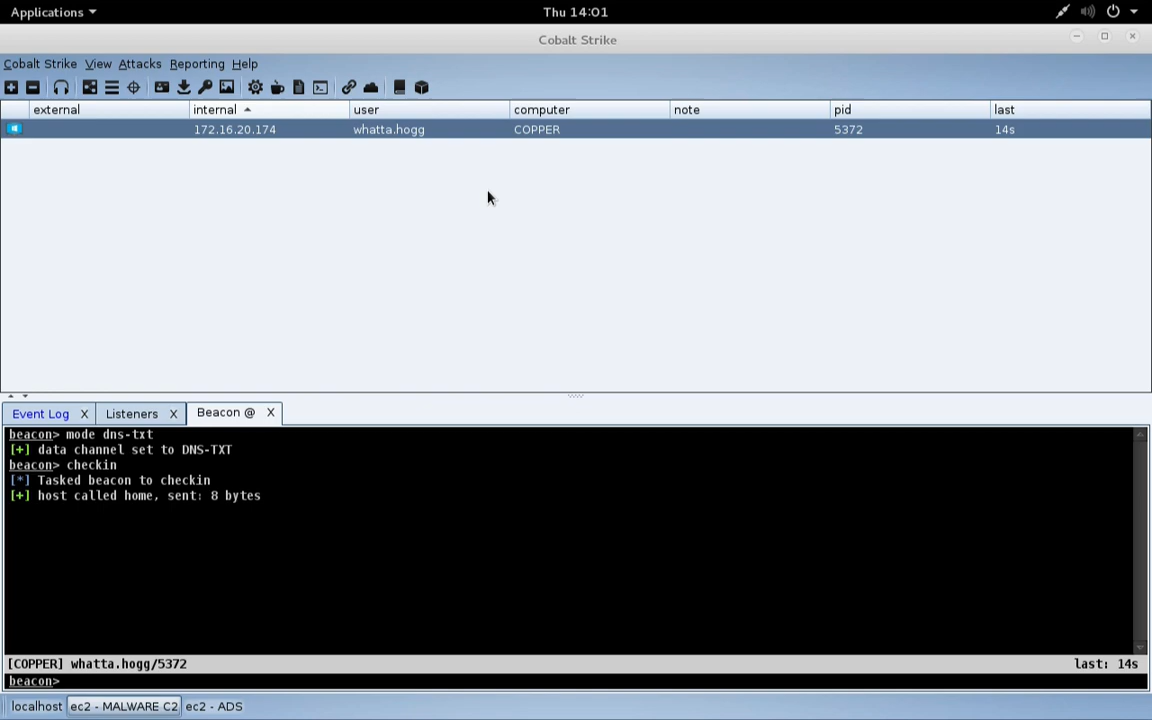 Applications Thu 14:01
Cobalt Strike
Cobalt Strike View Attacks Reporting Help
external internal user computer note pid last
172.16.20.174 whatta.hogg COPPER 5372 14s
Event Log X Listeners X Beacon @ X
beacon> mode dns-txt
[+] data channel set to DNS-TXT
beacon> checkin
[*] Tasked beacon to checkin
[+] host called home, sent: 8 bytes
[COPPER] whatta.hogg/5372 last: 14s
beacon>
localhost ec2 - MALWARE C2 ec2 - ADS